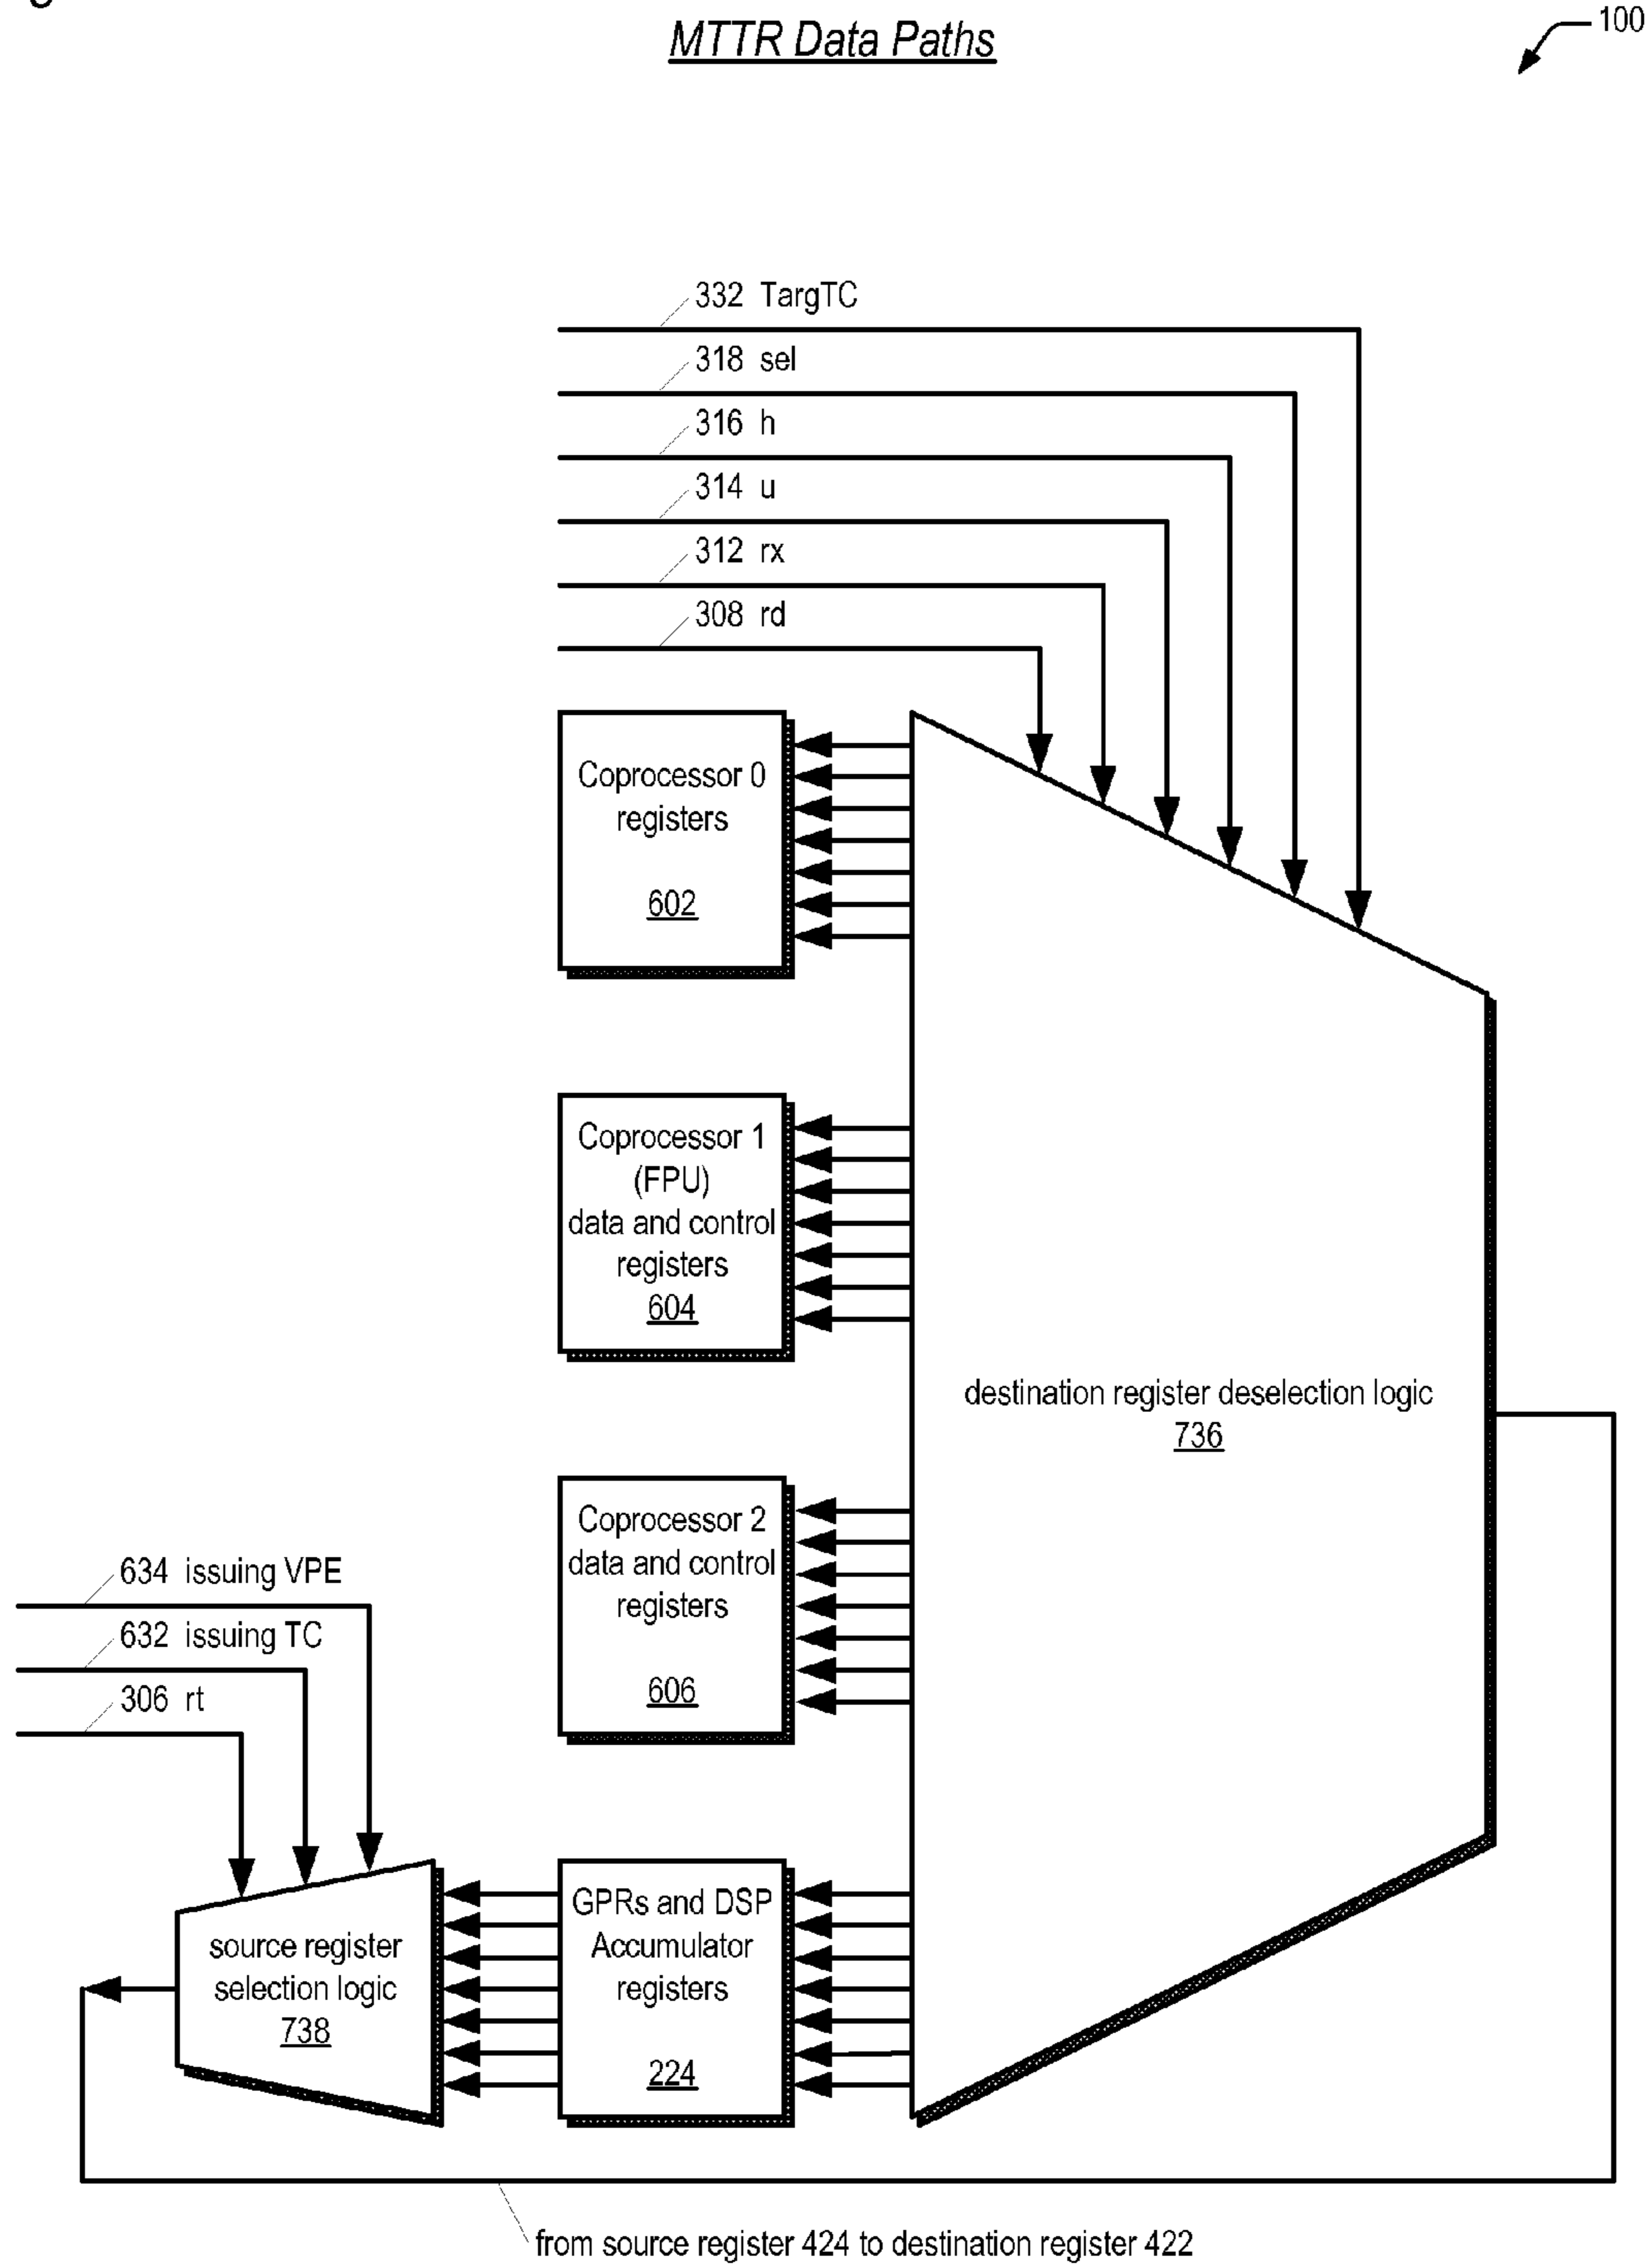 MTTR Data Paths
100
332 TargTC
318 sel
316 h
314 u
312 rx
308 rd
Coprocessor 0
registers
602
Coprocessor 1
(FPU)
data and control
registers
604
destination register deselection logic
736
Coprocessor 2
data and control
registers
606
634 issuing VPE
632 issuing TC
306 rt
source register
selection logic
738
GPRs and DSP
Accumulator
registers
224
from source register 424 to destination register 422